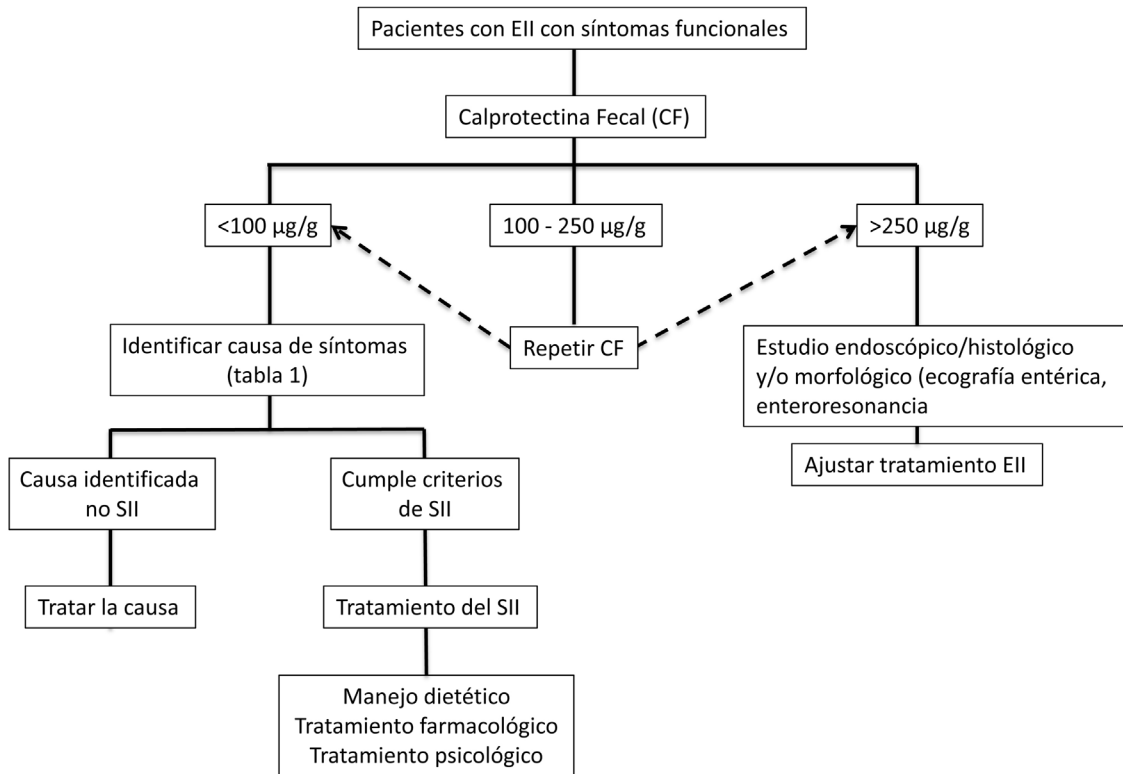 Pacientes con EII con síntomas funcionales
Calprotectina Fecal (CF)
<100 µg/g
100 - 250 µg/g
>250 µg/g
Identificar causa de síntomas
(tabla 1)
Repetir CF
Estudio endoscópico/histológico
y/o morfológico (ecografía entérica,
enteroresonancia
Causa identificada
no SII
Cumple criterios
de SII
Ajustar tratamiento EII
Tratar la causa
Tratamiento del SII
Manejo dietético
Tratamiento farmacológico
Tratamiento psicológico